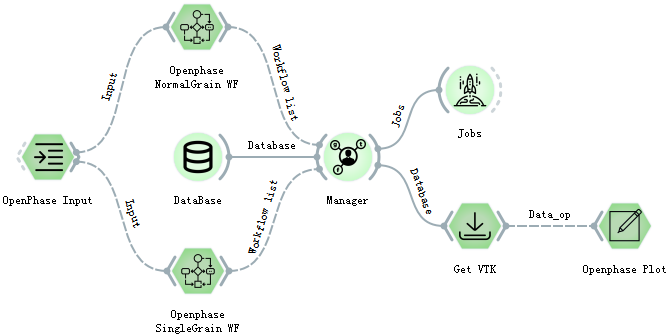 Openphase
NormalGrain WF
Input
Workflow list
OpenPhase Input
DataBase
Database
Manager
Jobs
Jobs
Database
Input
Workflow list
Openphase
SingleGrain WF
Get VTK
Data_op
Openphase Plot